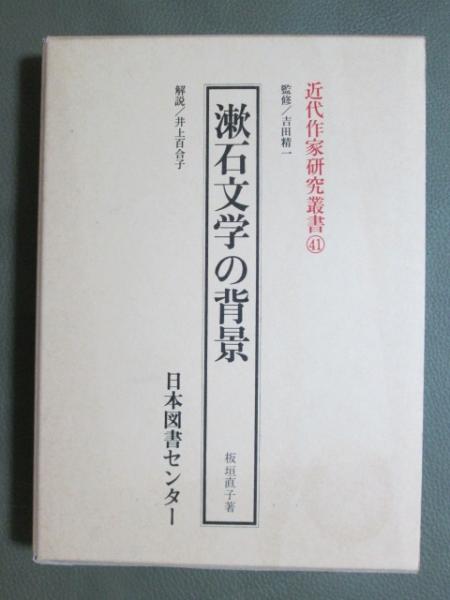 近代作家研究叢書㊶
監修/吉田精一
漱石文学の背景
板垣直子著
解説/井上百合子
日本図書センター